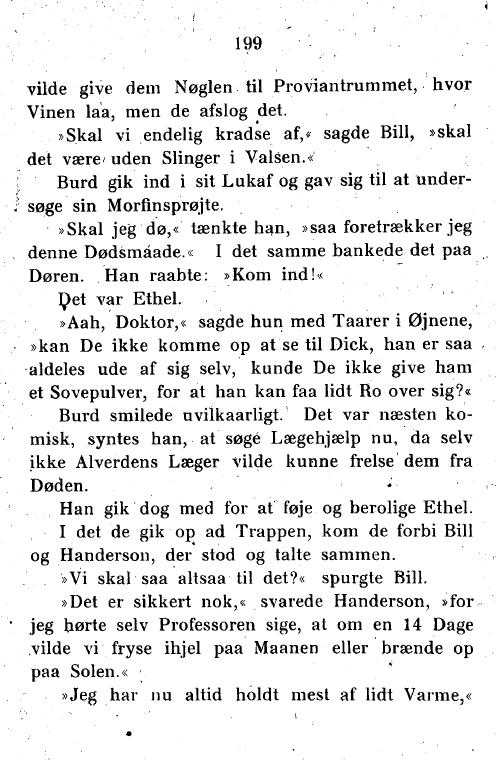 199
vilde give dem Nøglen til Proviantrummet, hvor
Vinen laa, men de afslog det.
»Skal vi endelig kradse af,« sagde Bill, »skal
det være uden Slinger i Valsen.«
Burd gik ind i sit Lukaf og gav sig til at under-
søge sin Morfinsprøjte.
»Skal jeg dø,« tænkte han, »saa foretrækker jeg
denne Dødsmaade.« I det samme bankede det paa
Døren. Han raabte: »Kom ind!«
Det var Ethel.
»Aah, Doktor,« sagde hun med Taarer i Øjnene,
»kan De ikke komme op at se til Dick, han er saa
aldeles ude af sig selv, kunde De ikke give ham
et Sovepulver, for at han kan faa lidt Ro over sig?«
Burd smilede uvilkaarligt. Det var næsten ko-
misk, syntes han, at søge Lægehjælp nu, da selv
ikke Alverdens Læger vilde kunne frelse dem fra
Døden.
Han gik dog med for at føje og berolige Ethel.
I det de gik op ad Trappen, kom de forbi Bill
og Handerson, der stod og talte sammen.
»Vi skal saa altsaa til det?« spurgte Bill.
»Det er sikkert nok,« svarede Handerson, »for
jeg hørte selv Professoren sige, at om en 14 Dage
vilde vi fryse ihjel paa Maanen eller brænde op
paa Solen.«
»Jeg har nu altid holdt mest af lidt Varme,«